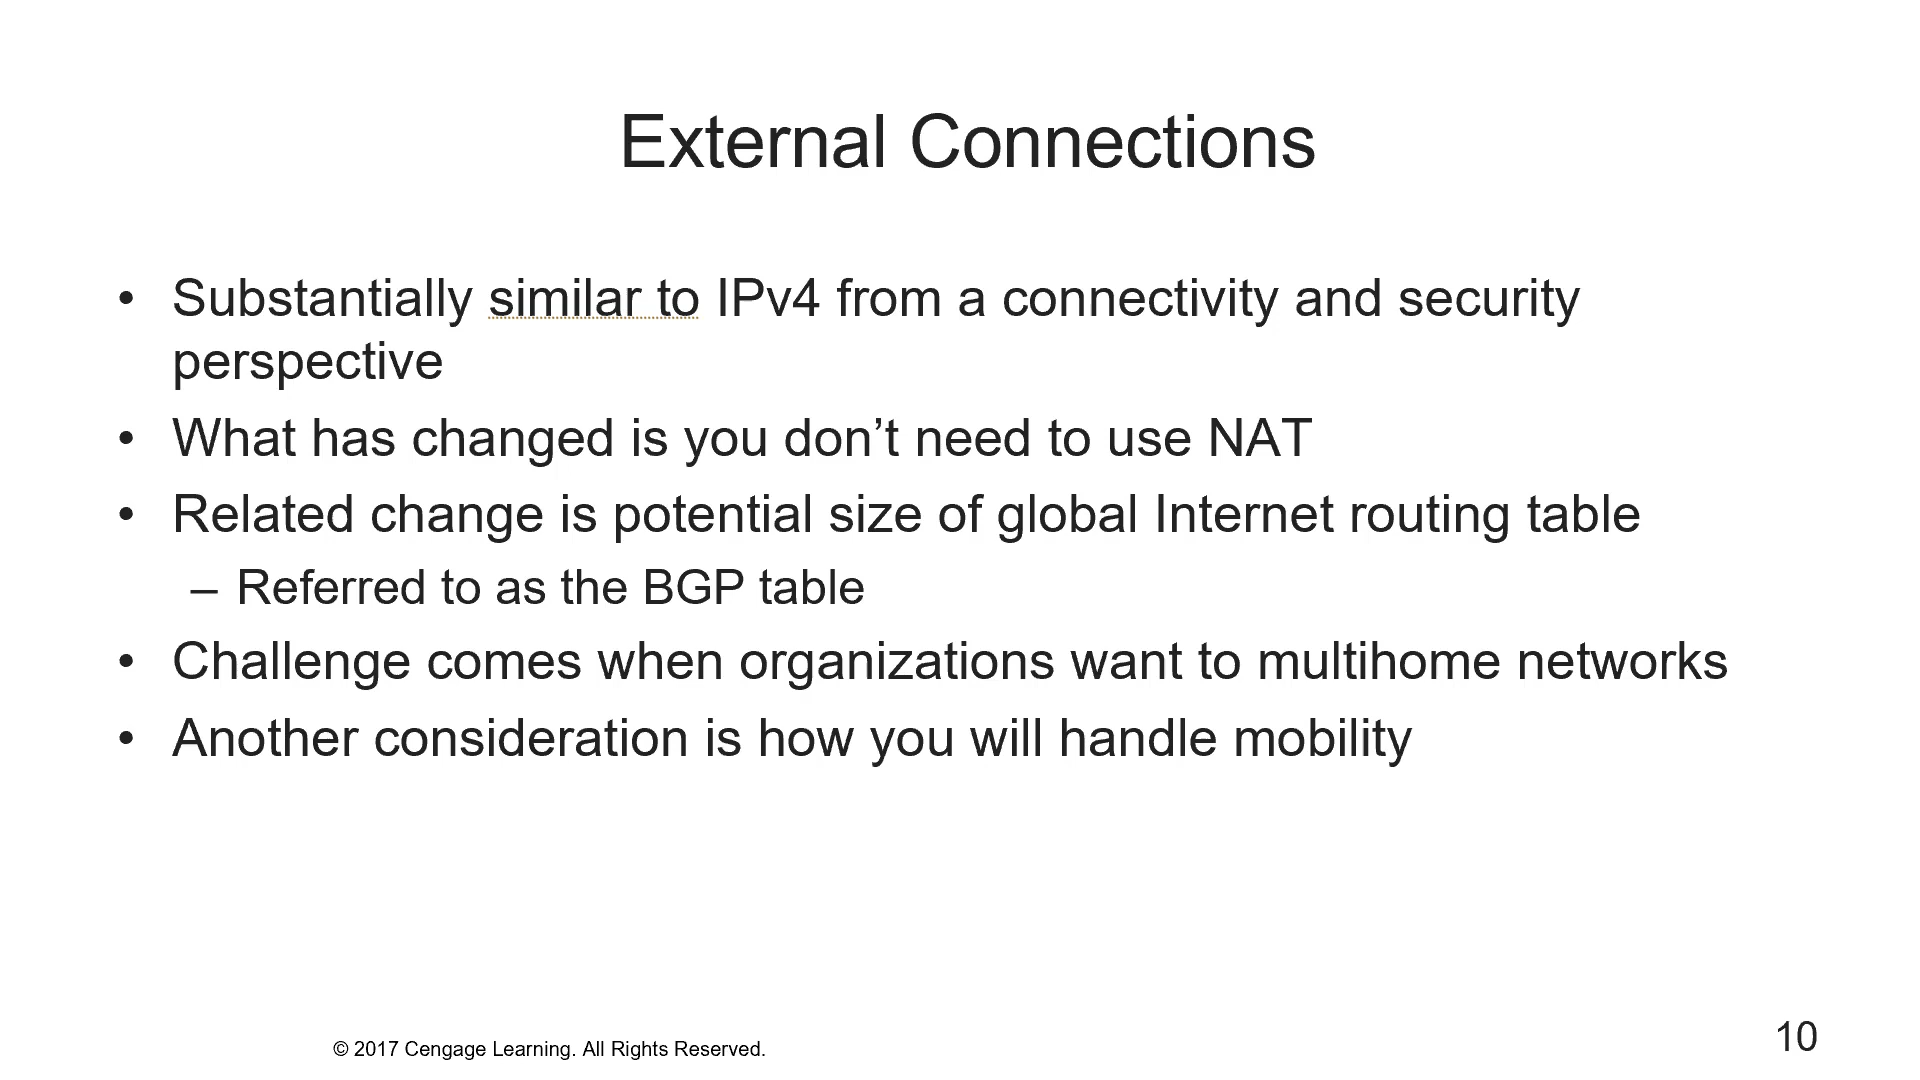 External Connections
• Substantially similar to IPv4 from a connectivity and security
perspective
• What has changed is you don’t need to use NAT
• Related change is potential size of global Internet routing table
– Referred to as the BGP table
• Challenge comes when organizations want to multihome networks
• Another consideration is how you will handle mobility
© 2017 Cengage Learning. All Rights Reserved.
10